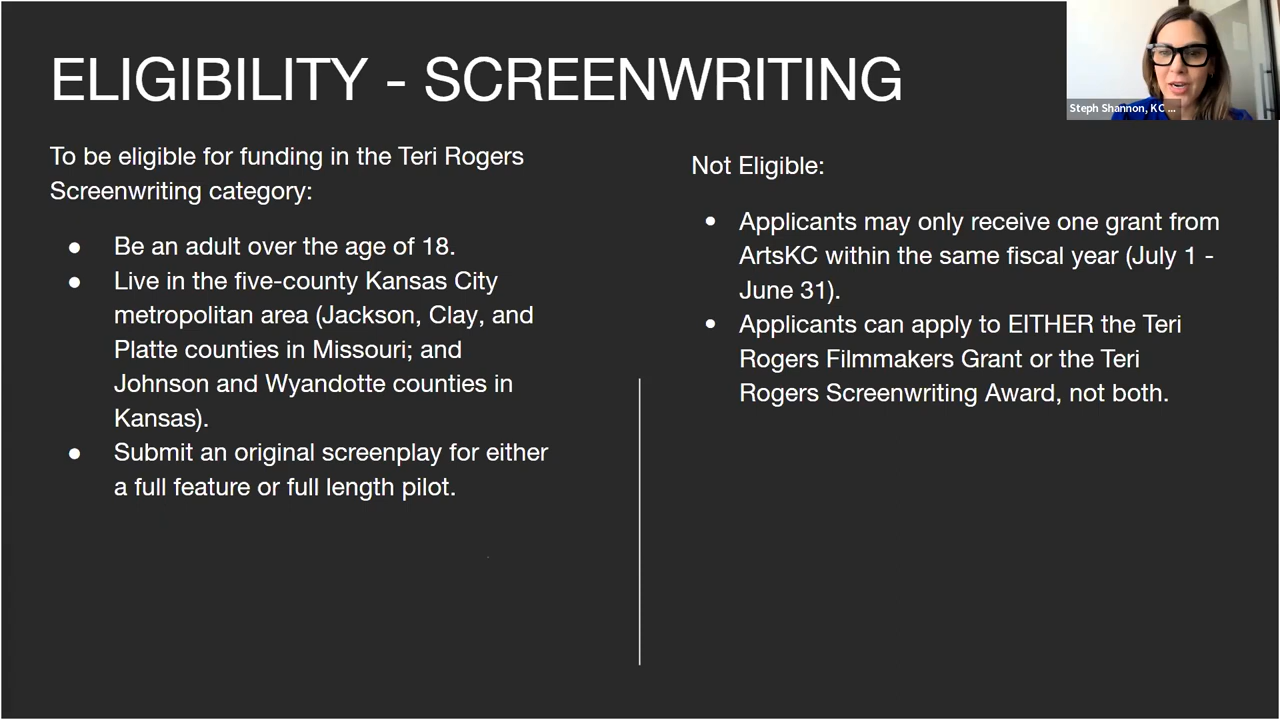 ELIGIBILITY - SCREENWRITING
Steph Shannon, KC ...
To be eligible for funding in the Teri Rogers
Screenwriting category:
● Be an adult over the age of 18.
● Live in the five-county Kansas City
metropolitan area (Jackson, Clay, and
Platte counties in Missouri; and
Johnson and Wyandotte counties in
Kansas).
● Submit an original screenplay for either
a full feature or full length pilot.
Not Eligible:
● Applicants may only receive one grant from
ArtsKC within the same fiscal year (July 1 -
June 31).
● Applicants can apply to EITHER the Teri
Rogers Filmmakers Grant or the Teri
Rogers Screenwriting Award, not both.